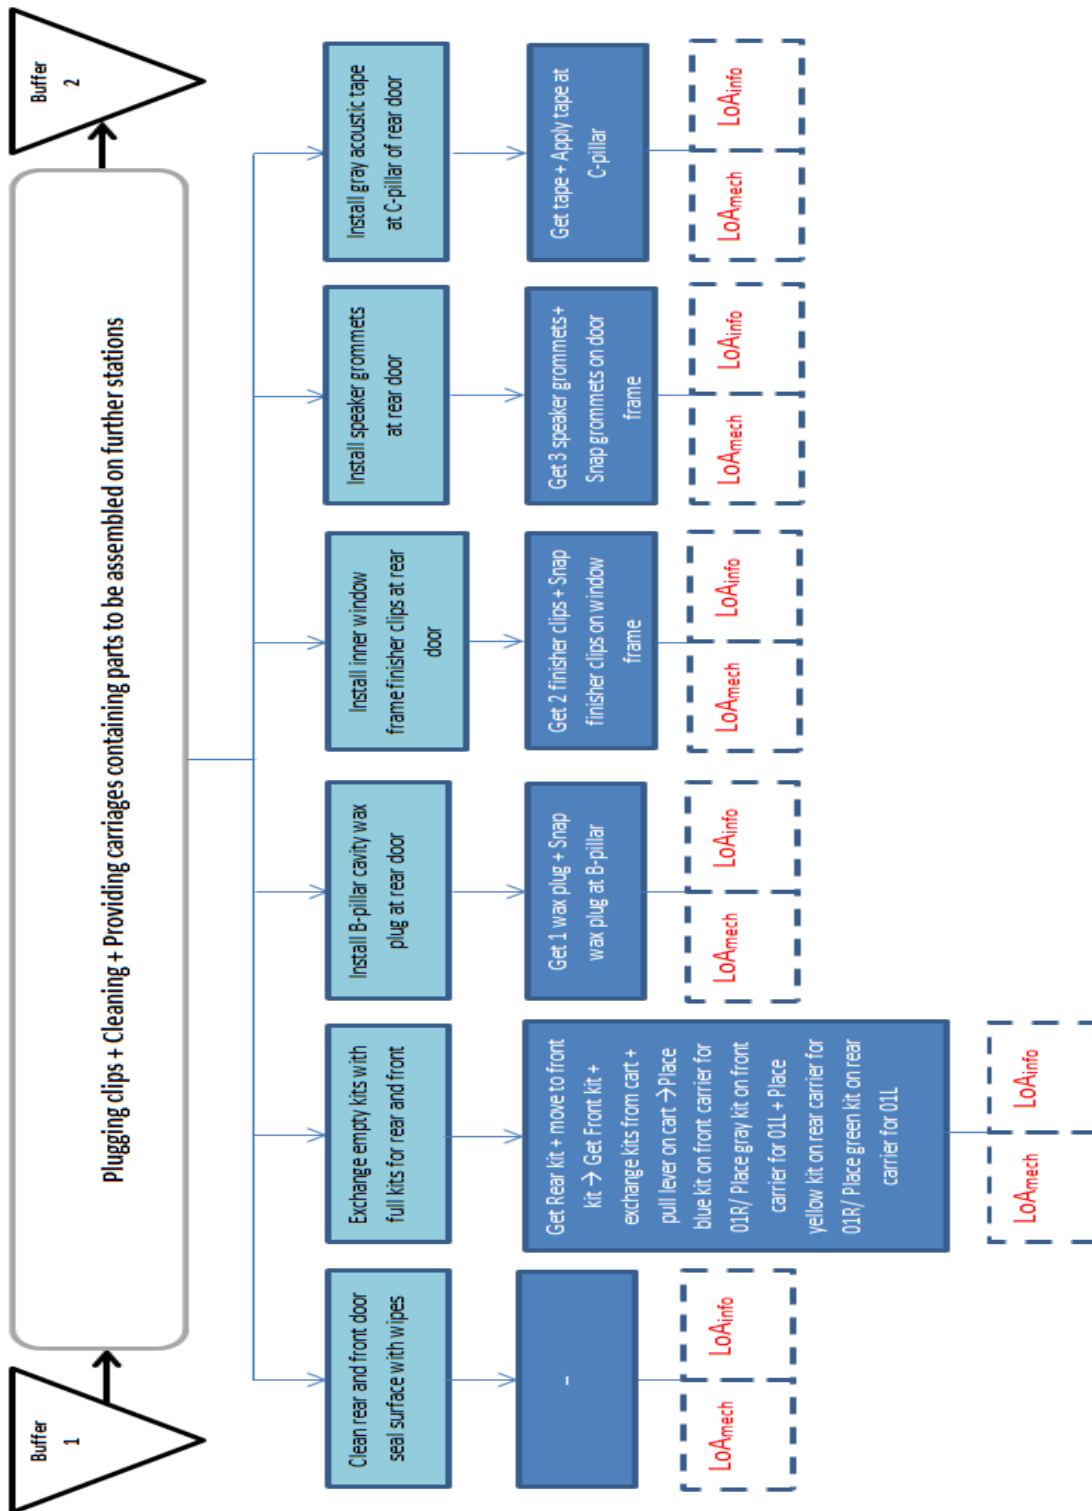 Buffer
1
Plugging clips + Cleaning + Providing carriages containing parts to be assembled on further stations
Buffer
2
Clean rear and front door
seal surface with wipes
–
LoAmech
LoAinfo
Exchange empty kits with
full kits for rear and front
Get Rear kit + move to front
kit → Get Front kit +
exchange kits from cart +
pull lever on cart →Place
blue kit on front carrier for
01R/ Place gray kit on front
carrier for 01L + Place
yellow kit on rear carrier for
01R/ Place green kit on rear
carrier for 01L
LoAmech
LoAinfo
Install B-pillar cavity wax
plug at rear door
Get 1 wax plug + Snap
wax plug at B-pillar
LoAmech
LoAinfo
Install inner window
frame finisher clips at rear
door
Get 2 finisher clips + Snap
finisher clips on window
frame
LoAmech
LoAinfo
Install speaker grommets
at rear door
Get 3 speaker grommets+
Snap grommets on door
frame
LoAmech
LoAinfo
Install gray acoustic tape
at C-pillar of rear door
Get tape + Apply tape at
C-pillar
LoAmech
LoAinfo